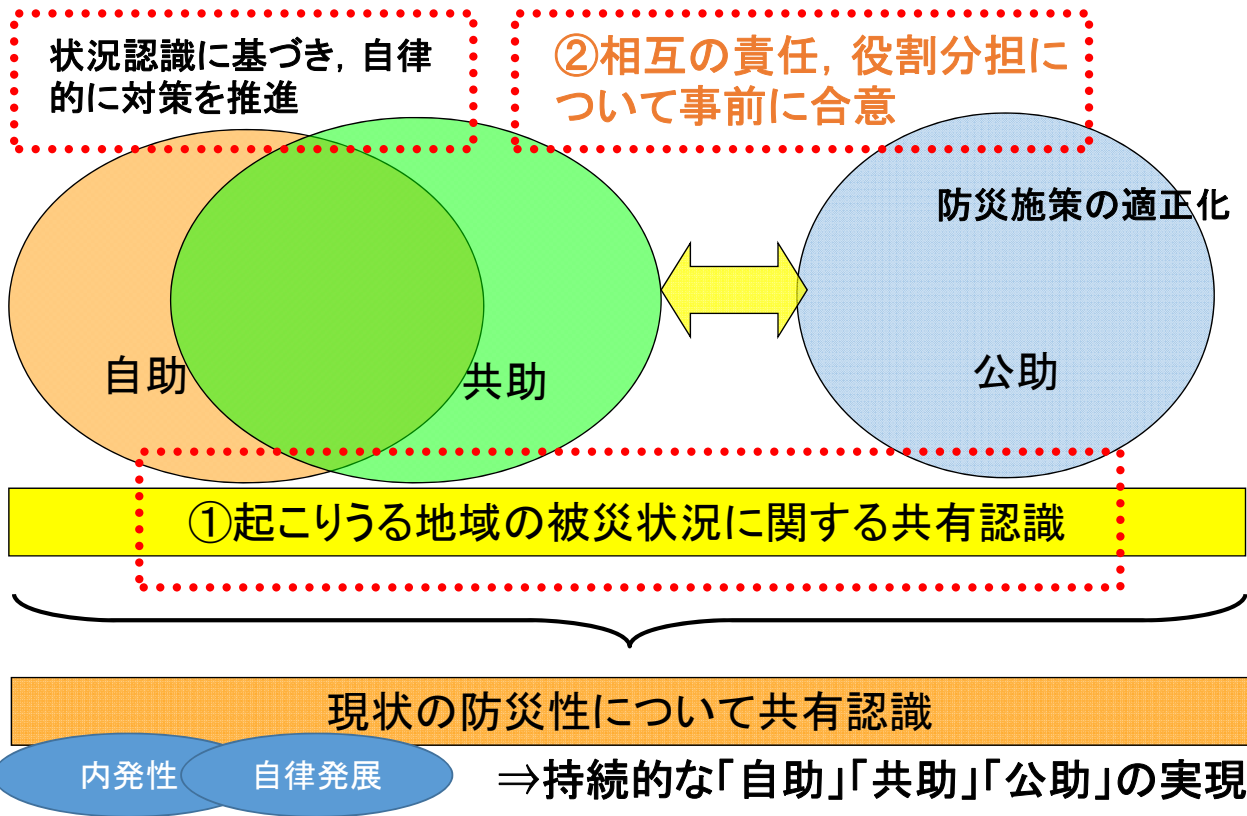 状況認識に基づき，自律
的に対策を推進
②相互の責任，役割分担に
ついて事前に合意
防災施策の適正化
自助
共助
公助
①起こりうる地域の被災状況に関する共有認識
現状の防災性について共有認識
内発性
自律発展
⇒持続的な「自助」「共助」「公助」の実現